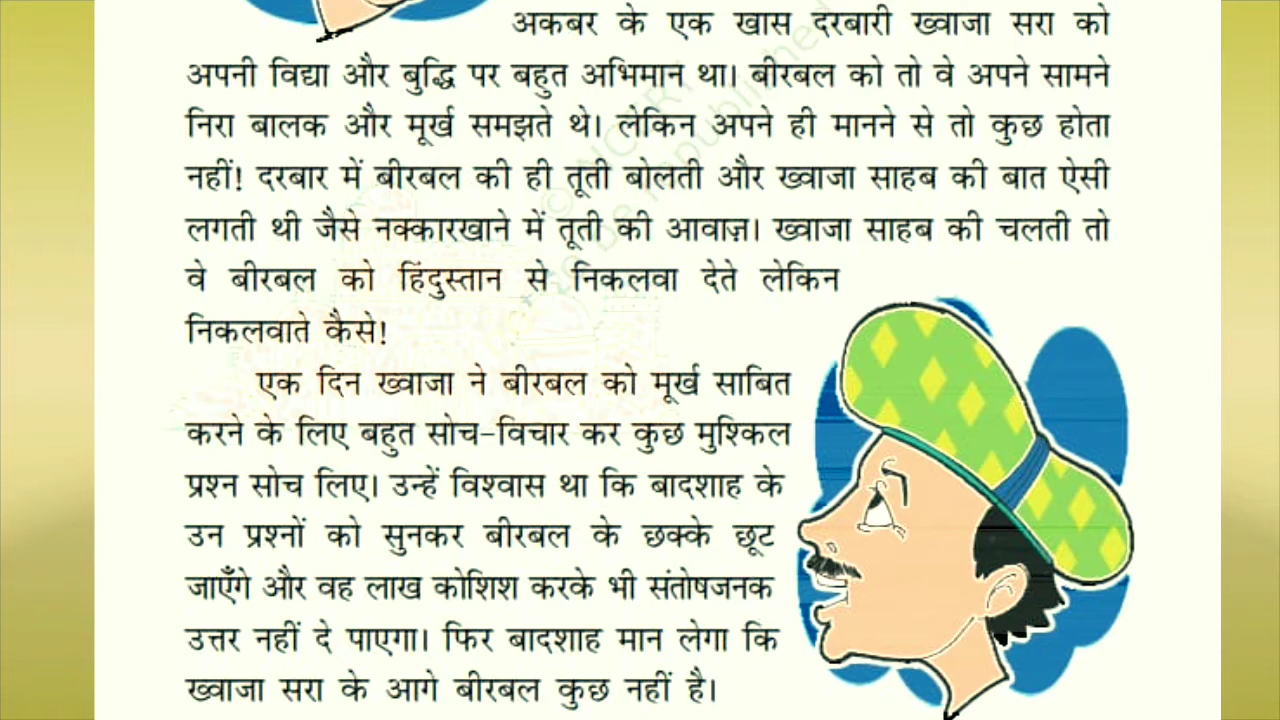 अकबर के एक खास दरबारी ख्वाजा सरा को
अपनी विद्या और बुद्धि पर बहुत अभिमान था। बीरबल को तो वे अपने सामने
निरा बालक और मूर्ख समझते थे। लेकिन अपने ही मानने से तो कुछ होता
नहीं! दरबार में बीरबल की ही तूती बोलती और ख्वाजा साहब की बात ऐसी
लगती थी जैसे नक्कारखाने में तूती की आवाज़। ख्वाजा साहब की चलती तो
वे बीरबल को हिंदुस्तान से निकलवा देते लेकिन
निकलवाते कैसे!
एक दिन ख्वाजा ने बीरबल को मूर्ख साबित
करने के लिए बहुत सोच-विचार कर कुछ मुश्किल
प्रश्न सोच लिए। उन्हें विश्वास था कि बादशाह के
उन प्रश्नों को सुनकर बीरबल के छक्के छूट
जाएँगे और वह लाख कोशिश करके भी संतोषजनक
उत्तर नहीं दे पाएगा। फिर बादशाह मान लेगा कि
ख्वाजा सरा के आगे बीरबल कुछ नहीं है।